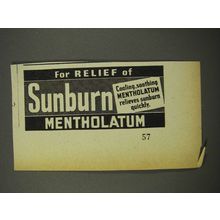 For RELIEF of
Sunburn
Cooling, soothing
MENTHOLATUM
relieves sunburn
quickly.
MENTHOLATUM
57